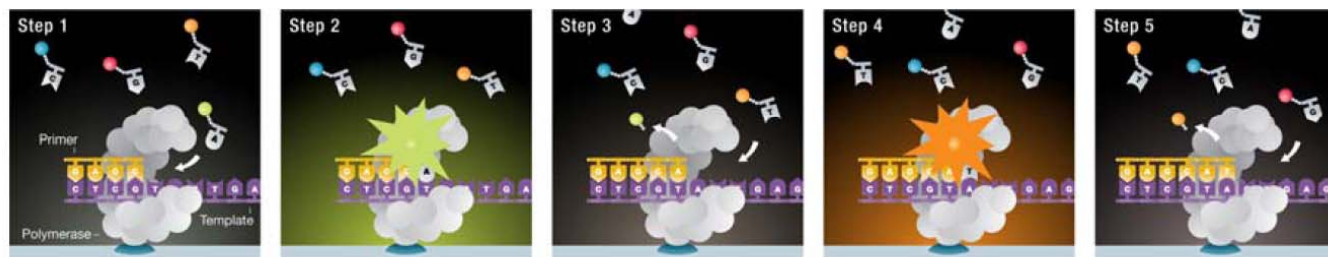 Step 1
T
C
G
A
Primer
G A G C
C T C G T T G A
Template
Polymerase
Step 2
G
C
T
A
G A G
C T C G T A T G A
Step 3
A
G
C
T
G A G C A
C T C G T A G A G
Step 4
A
T
C
G
G A G C A T
C T C G T A G A G
Step 5
A
T
C
G
G A G C A T
C T C G T A G A G